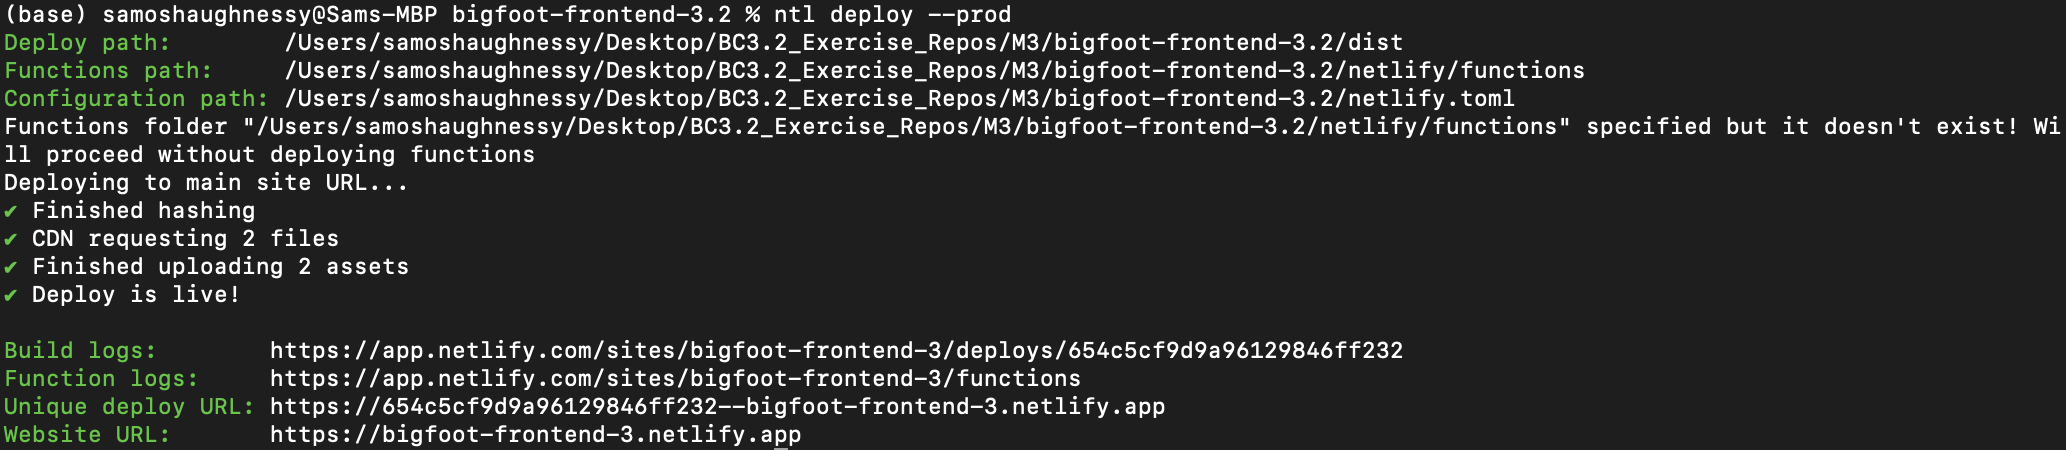 (base) samoshaughnessy@Sams-MBP bigfoot-frontend-3.2 % ntl deploy --prod
Deploy path:        /Users/samoshaughnessy/Desktop/BC3.2_Exercise_Repos/M3/bigfoot-frontend-3.2/dist
Functions path:     /Users/samoshaughnessy/Desktop/BC3.2_Exercise_Repos/M3/bigfoot-frontend-3.2/netlify/functions
Configuration path: /Users/samoshaughnessy/Desktop/BC3.2_Exercise_Repos/M3/bigfoot-frontend-3.2/netlify.toml
Functions folder "/Users/samoshaughnessy/Desktop/BC3.2_Exercise_Repos/M3/bigfoot-frontend-3.2/netlify/functions" specified but it doesn't exist! Wi
ll proceed without deploying functions
Deploying to main site URL...
✔ Finished hashing
✔ CDN requesting 2 files
✔ Finished uploading 2 assets
✔ Deploy is live!
Build logs:        https://app.netlify.com/sites/bigfoot-frontend-3/deploys/654c5cf9d9a96129846ff232
Function logs:     https://app.netlify.com/sites/bigfoot-frontend-3/functions
Unique deploy URL: https://654c5cf9d9a96129846ff232--bigfoot-frontend-3.netlify.app
Website URL:       https://bigfoot-frontend-3.netlify.app